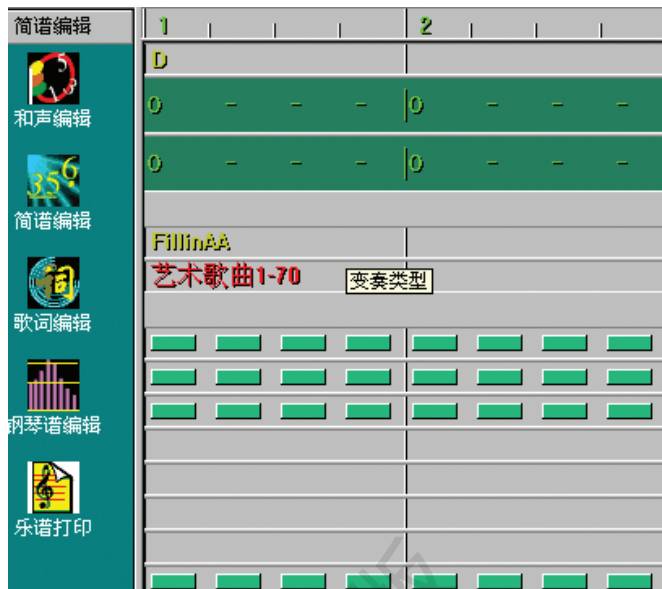 简谱编辑
和声编辑
简谱编辑
歌词编辑
钢琴谱编辑
乐谱打印
1 2
D
0 - - - 0 - - -
0 - - - 0 - - -
FillinAA
艺术歌曲1-70
变奏类型